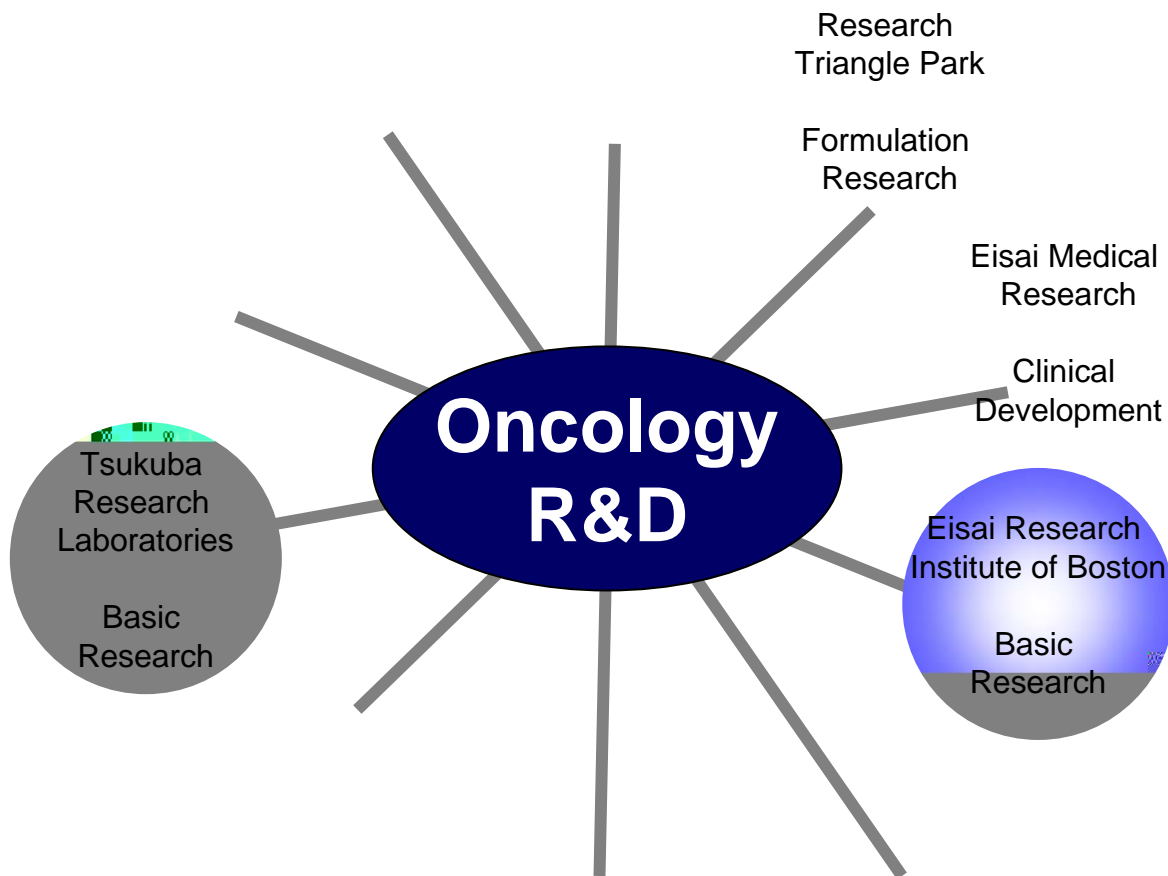 Research
Triangle Park
Formulation
Research
Eisai Medical
Research
Clinical
Development
Oncology
R&D
Tsukuba
Research
Laboratories
Basic
Research
Eisai Research
Institute of Boston
Basic
Research